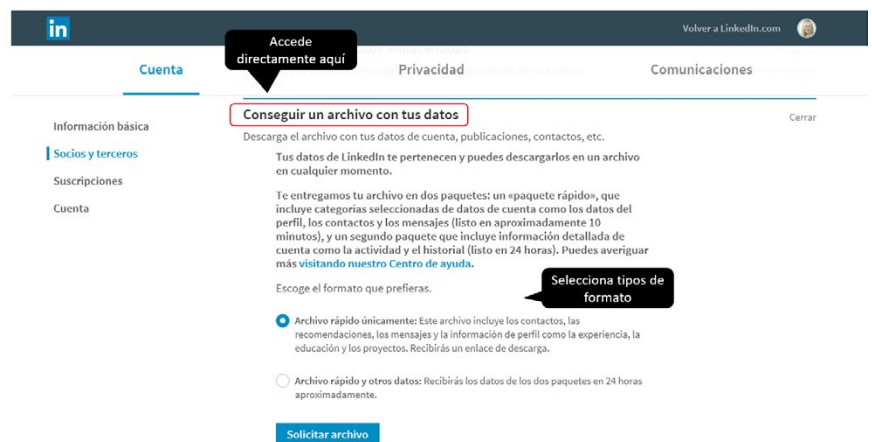 in
Volver a LinkedIn.com
Accede
directamente aquí
Cuenta
Privacidad
Comunicaciones
Conseguir un archivo con tus datos
Cerrar
Información básica
Socios y terceros
Suscripciones
Cuenta
Descarga el archivo con tus datos de cuenta, publicaciones, contactos, etc.
Tus datos de LinkedIn te pertenecen y puedes descargarlos en un archivo
en cualquier momento.
Te entregamos tu archivo en dos paquetes: un «paquete rápido», que
incluye categorías seleccionadas de datos de cuenta como los datos del
perfil, los contactos y los mensajes (listo en aproximadamente 10
minutos), y un segundo paquete que incluye información detallada de
cuenta como la actividad y el historial (listo en 24 horas). Puedes averiguar
más visitando nuestro Centro de ayuda.
Escoge el formato que prefieras.
Selecciona tipos de
formato
Archivo rápido únicamente: Este archivo incluye los contactos, las
recomendaciones, los mensajes y la información de perfil como la experiencia, la
educación y los proyectos. Recibirás un enlace de descarga.
Archivo rápido y otros datos: Recibirás los datos de los dos paquetes en 24 horas
aproximadamente.
Solicitar archivo